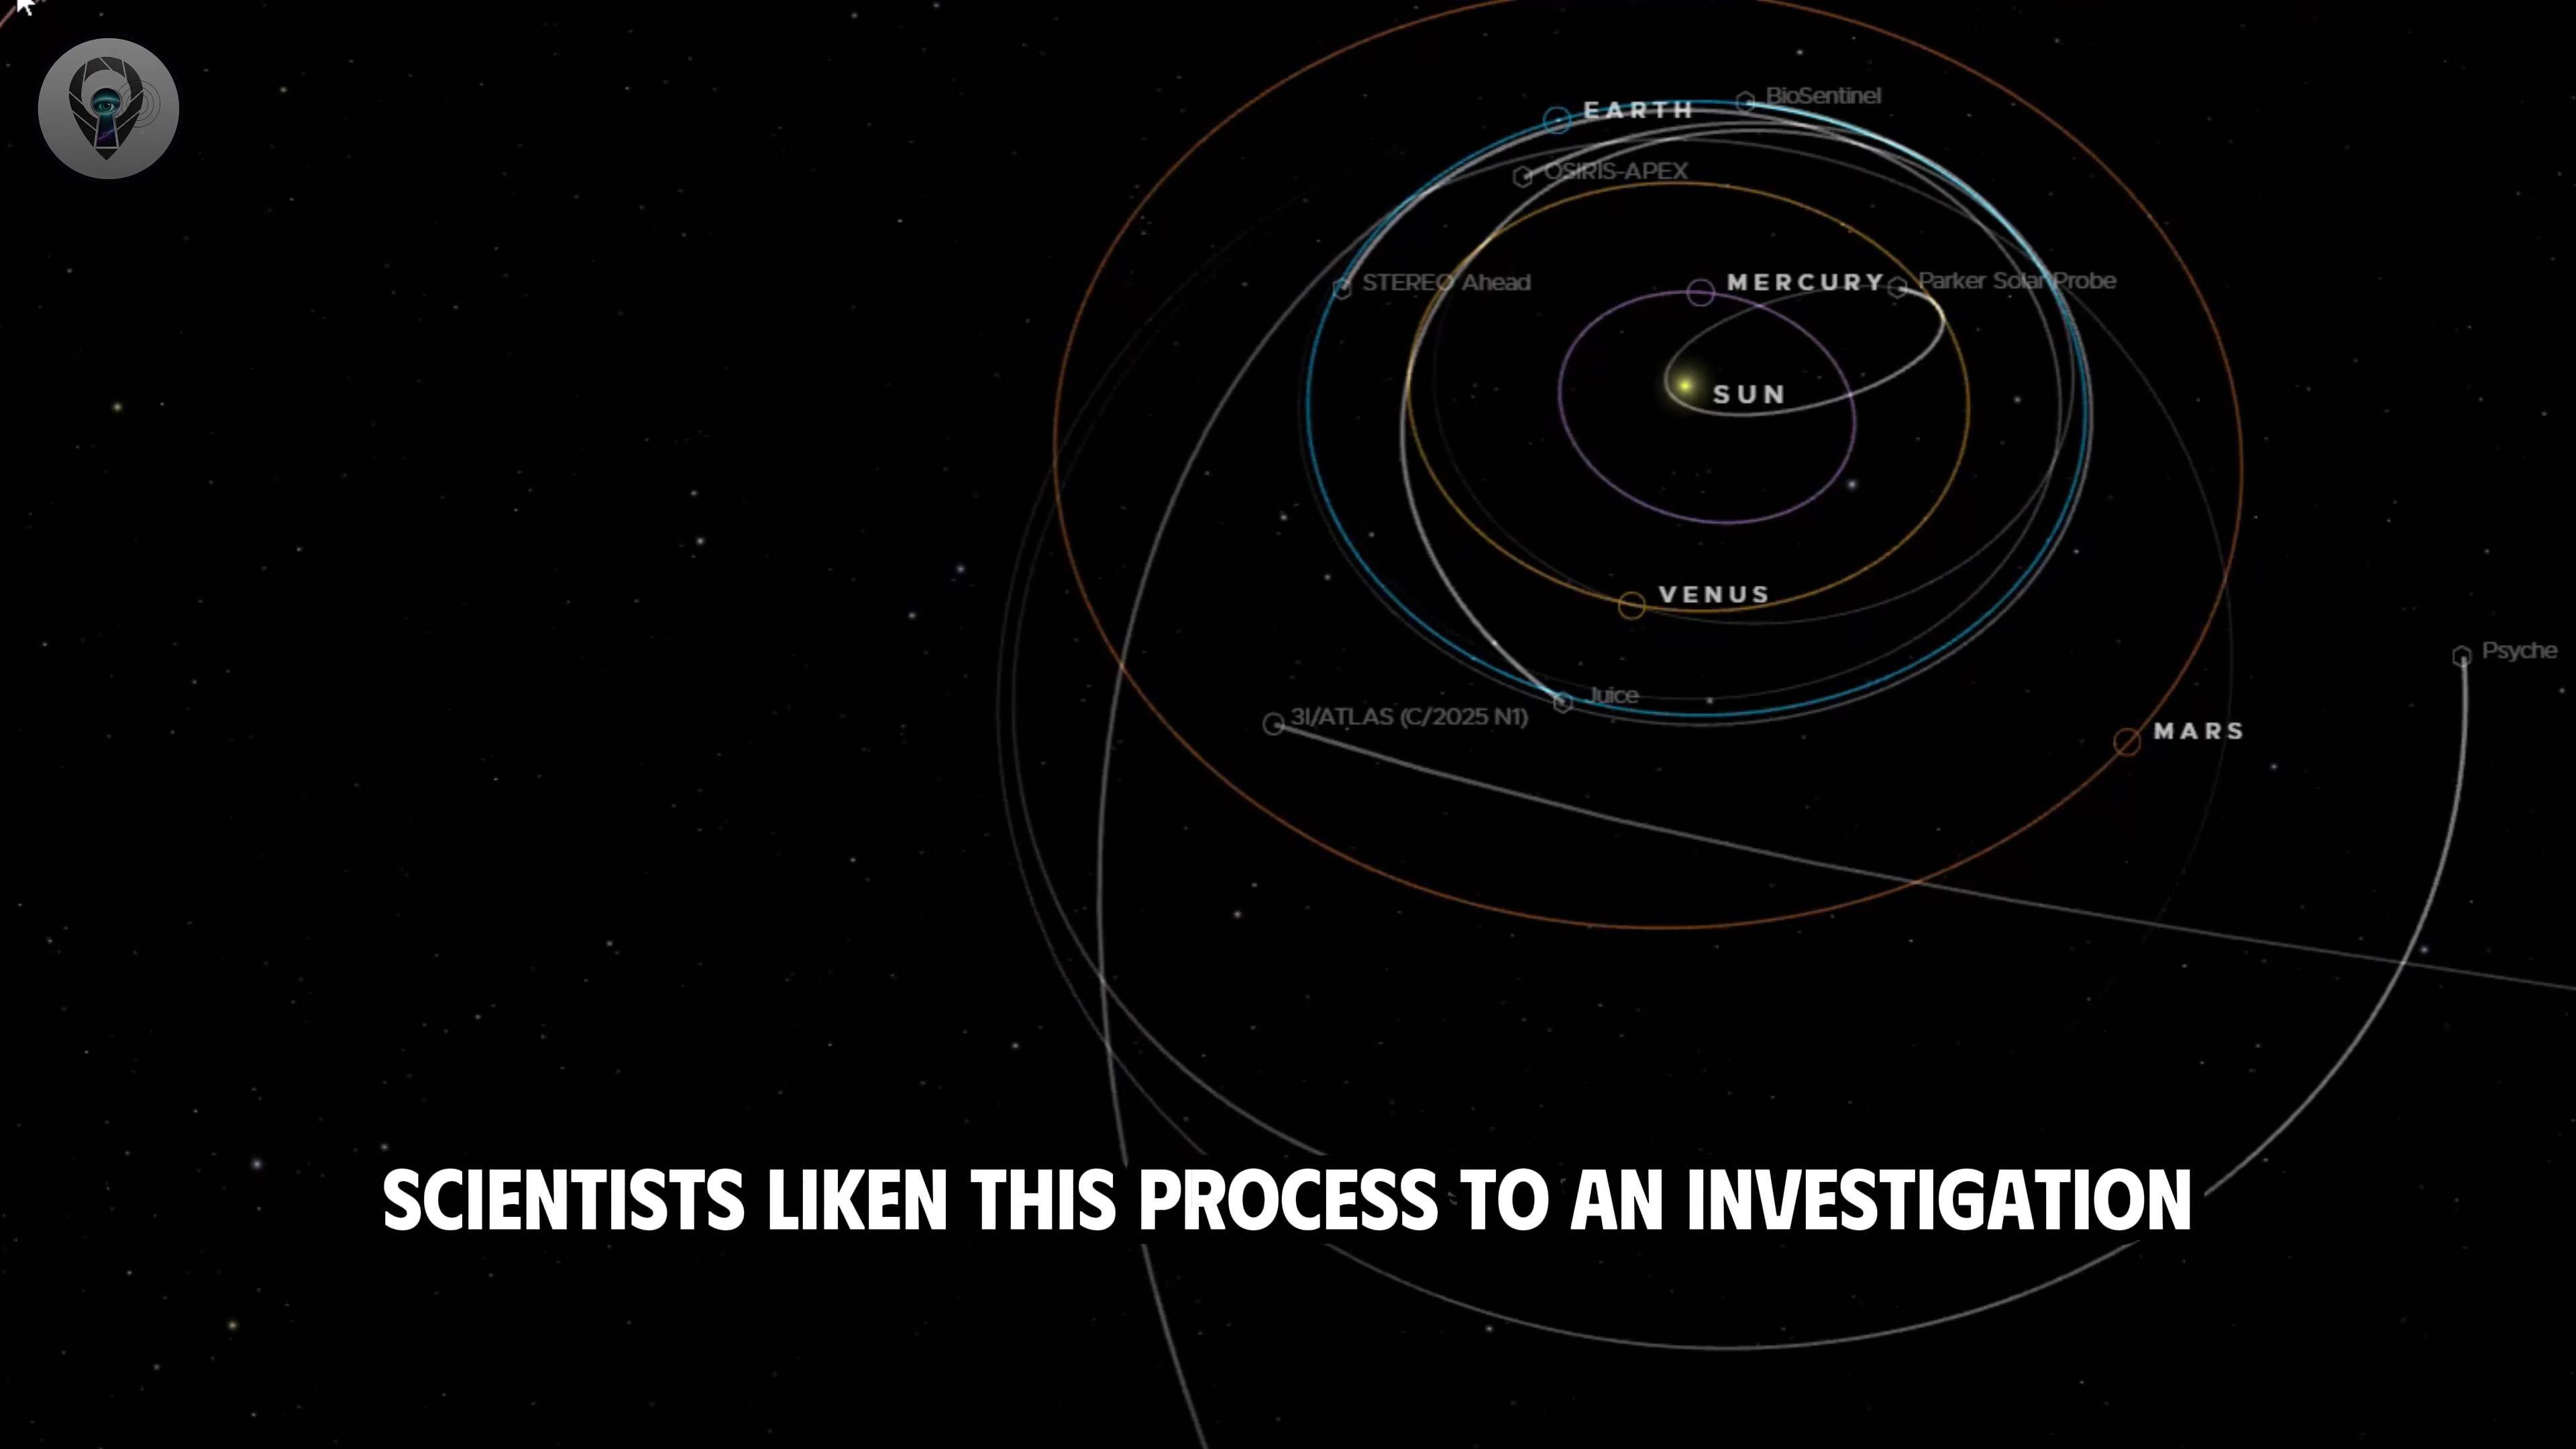 BioSentinel
EARTH
OSIRIS-APEX
STEREO Ahead
MERCURY
Parker Solar Probe
SUN
VENUS
Psyche
Juice
3I/ATLAS (C/2025 N1)
MARS
SCIENTISTS LIKEN THIS PROCESS TO AN INVESTIGATION